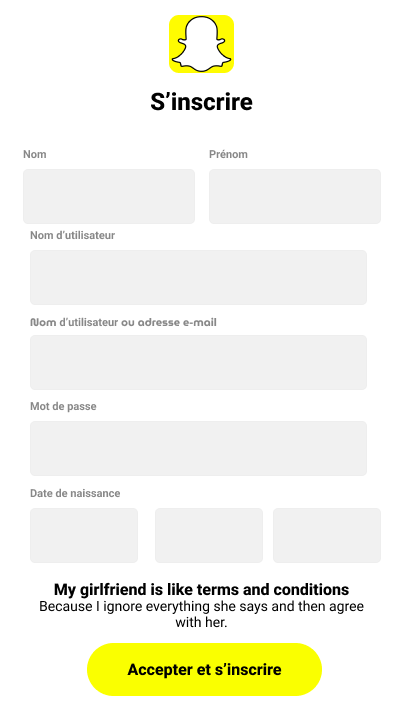 S’inscrire
Nom
Prénom
Nom d’utilisateur
Nom d’utilisateur ou adresse e-mail
Mot de passe
Date de naissance
My girlfriend is like terms and conditions
Because I ignore everything she says and then agree
with her.
Accepter et s’inscrire